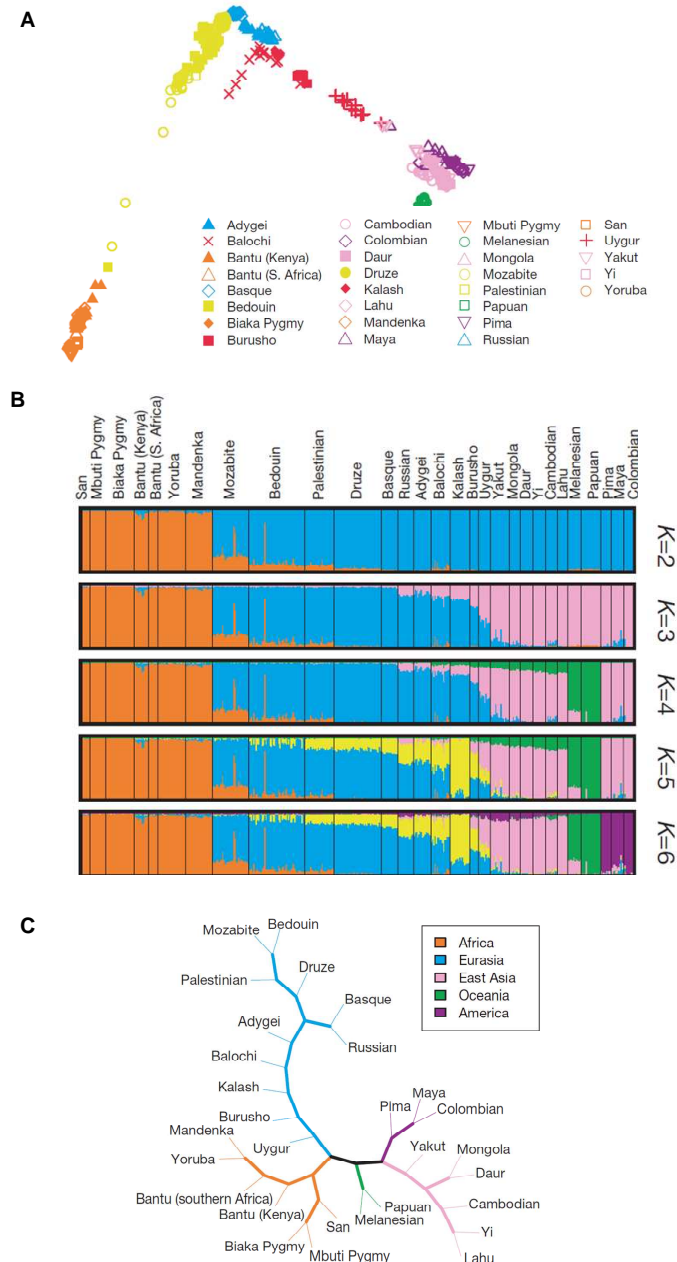 A
Adygei
Balochi
Bantu (Kenya)
Bantu (S. Africa)
Basque
Bedouin
Biaka Pygmy
Burusho
Cambodian
Colombian
Daur
Druze
Kalash
Lahu
Mandenka
Maya
Mbuti Pygmy
Melanesian
Mongola
Mozabite
Palestinian
Papuan
Pima
Russian
San
Uygur
Yakut
Yi
Yoruba
B
San
Mbuti Pygmy
Biaka Pygmy
Bantu (Kenya)
Bantu (S. Africa)
Yoruba
Mandenka
Mozabite
Bedouin
Palestinian
Druze
Basque
Russian
Adygei
Balochi
Kalash
Burusho
Uygur
Yakut
Mongola
Daur
Yi
Cambodian
Lahu
Melanesian
Papuan
Pima
Maya
Colombian
K=2
K=3
K=4
K=5
K=6
C
Africa
Eurasia
East Asia
Oceania
America
Mozabite
Bedouin
Palestinian
Druze
Basque
Adygei
Russian
Balochi
Kalash
Burusho
Mandenka
Uygur
Yoruba
Bantu (southern Africa)
Bantu (Kenya)
San
Biaka Pygmy
Mbuti Pygmy
Papuan
Melanesian
Pima
Maya
Colombian
Yakut
Mongola
Daur
Cambodian
Yi
Lahu